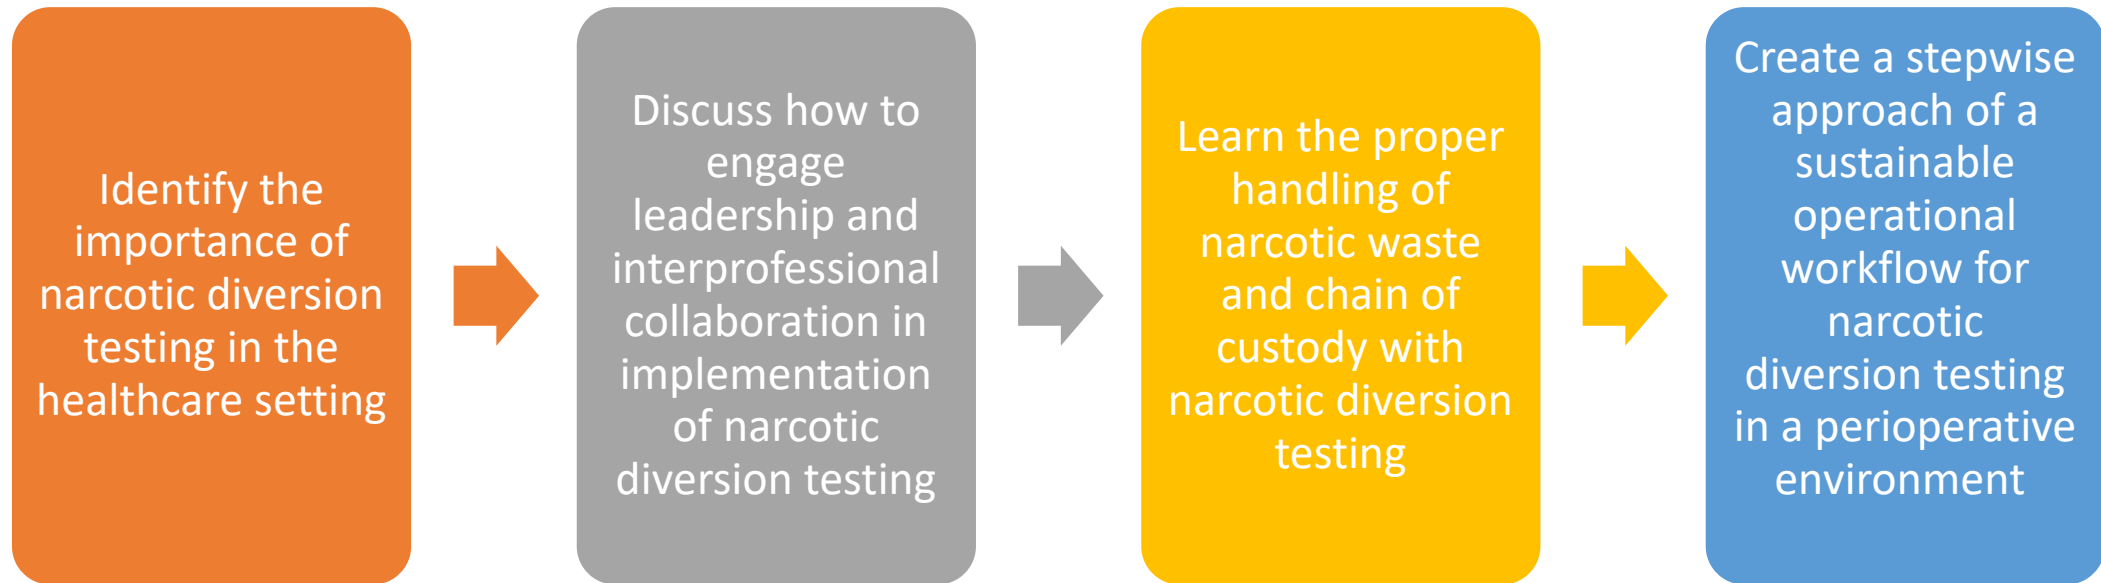 Identify the
importance of
narcotic diversion
testing in the
healthcare setting
Discuss how to
engage
leadership and
interprofessional
collaboration in
implementation
of narcotic
diversion testing
Learn the proper
handling of
narcotic waste
and chain of
custody with
narcotic diversion
testing
Create a stepwise
approach of a
sustainable
operational
workflow for
narcotic
diversion testing
in a perioperative
environment